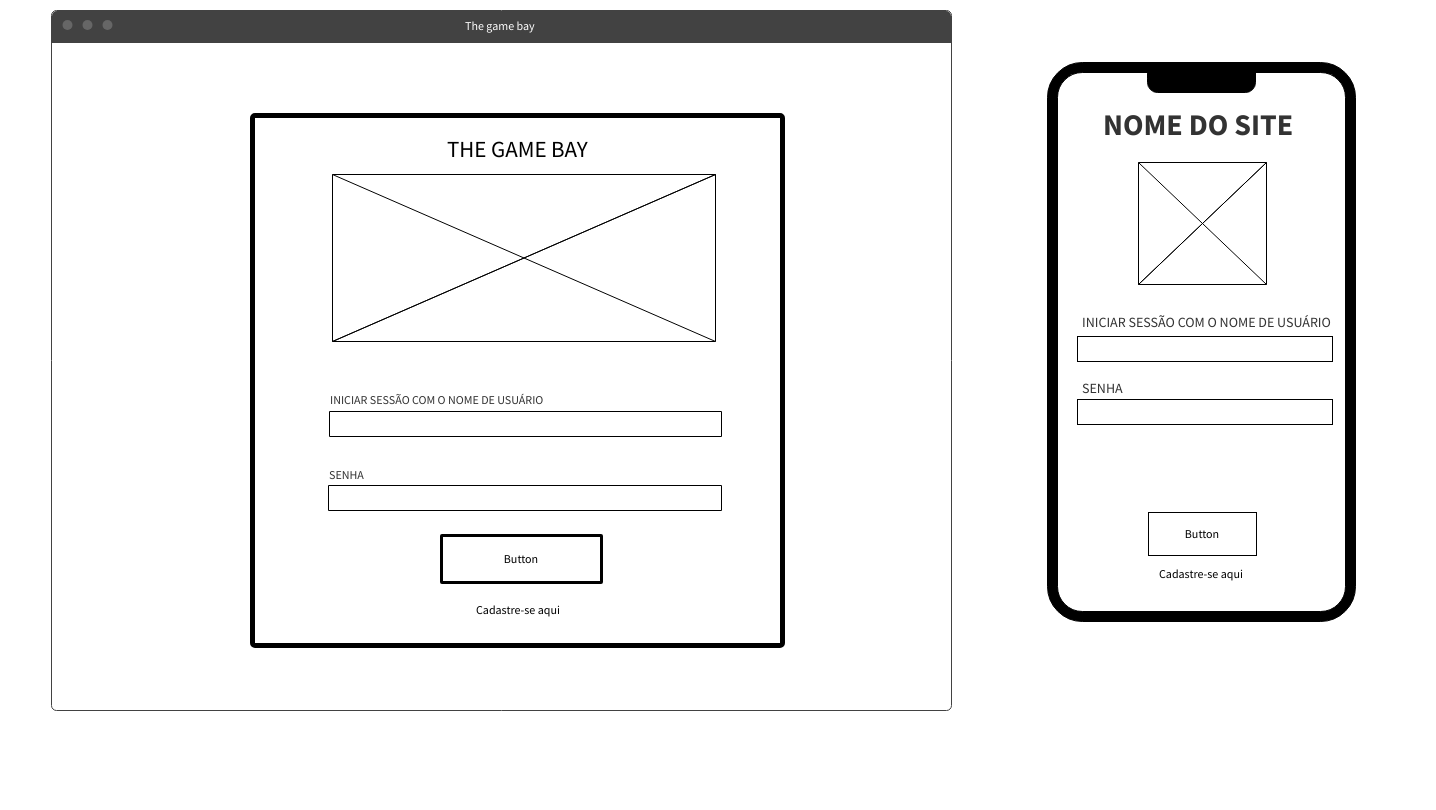 The game bay
THE GAME BAY
INICIAR SESSÃO COM O NOME DE USUÁRIO
SENHA
Button
Cadastre-se aqui
NOME DO SITE
INICIAR SESSÃO COM O NOME DE USUÁRIO
SENHA
Button
Cadastre-se aqui